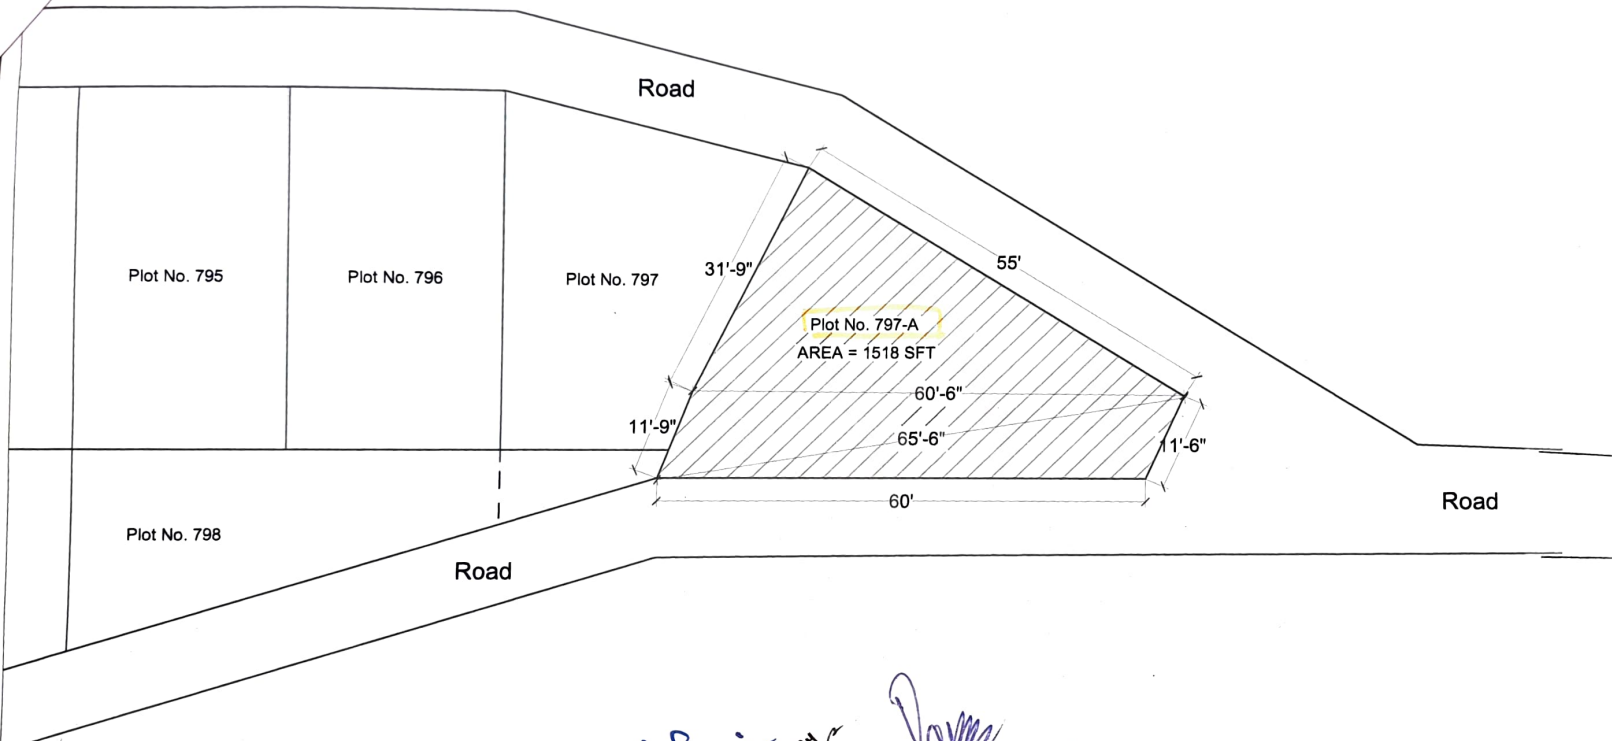 Road
Plot No. 795
Plot No. 796
Plot No. 797
31'-9"
55'
Plot No. 797-A
AREA = 1518 SFT
60'-6"
11'-9"
65'-6"
11'-6"
60'
Road
Plot No. 798
Road